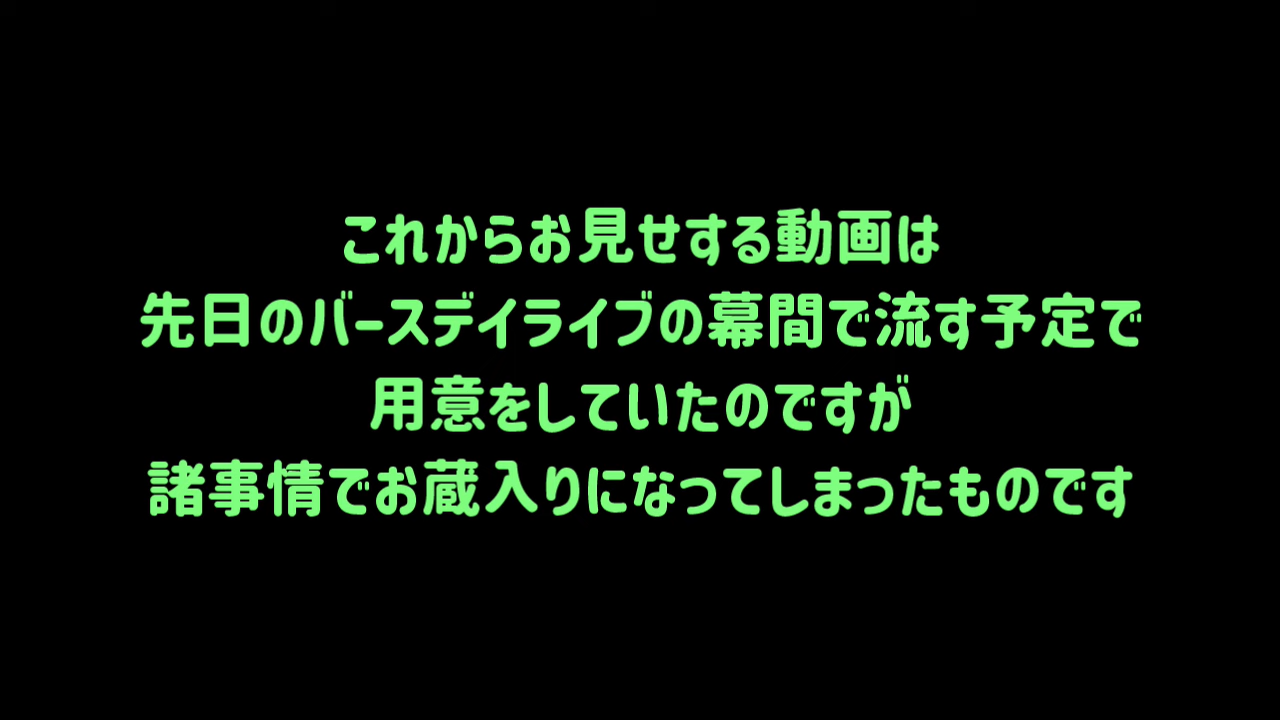 これからお見せする動画は
先日のバースデイライブの幕間で流す予定で
用意をしていたのですが
諸事情でお蔵入りになってしまったものです